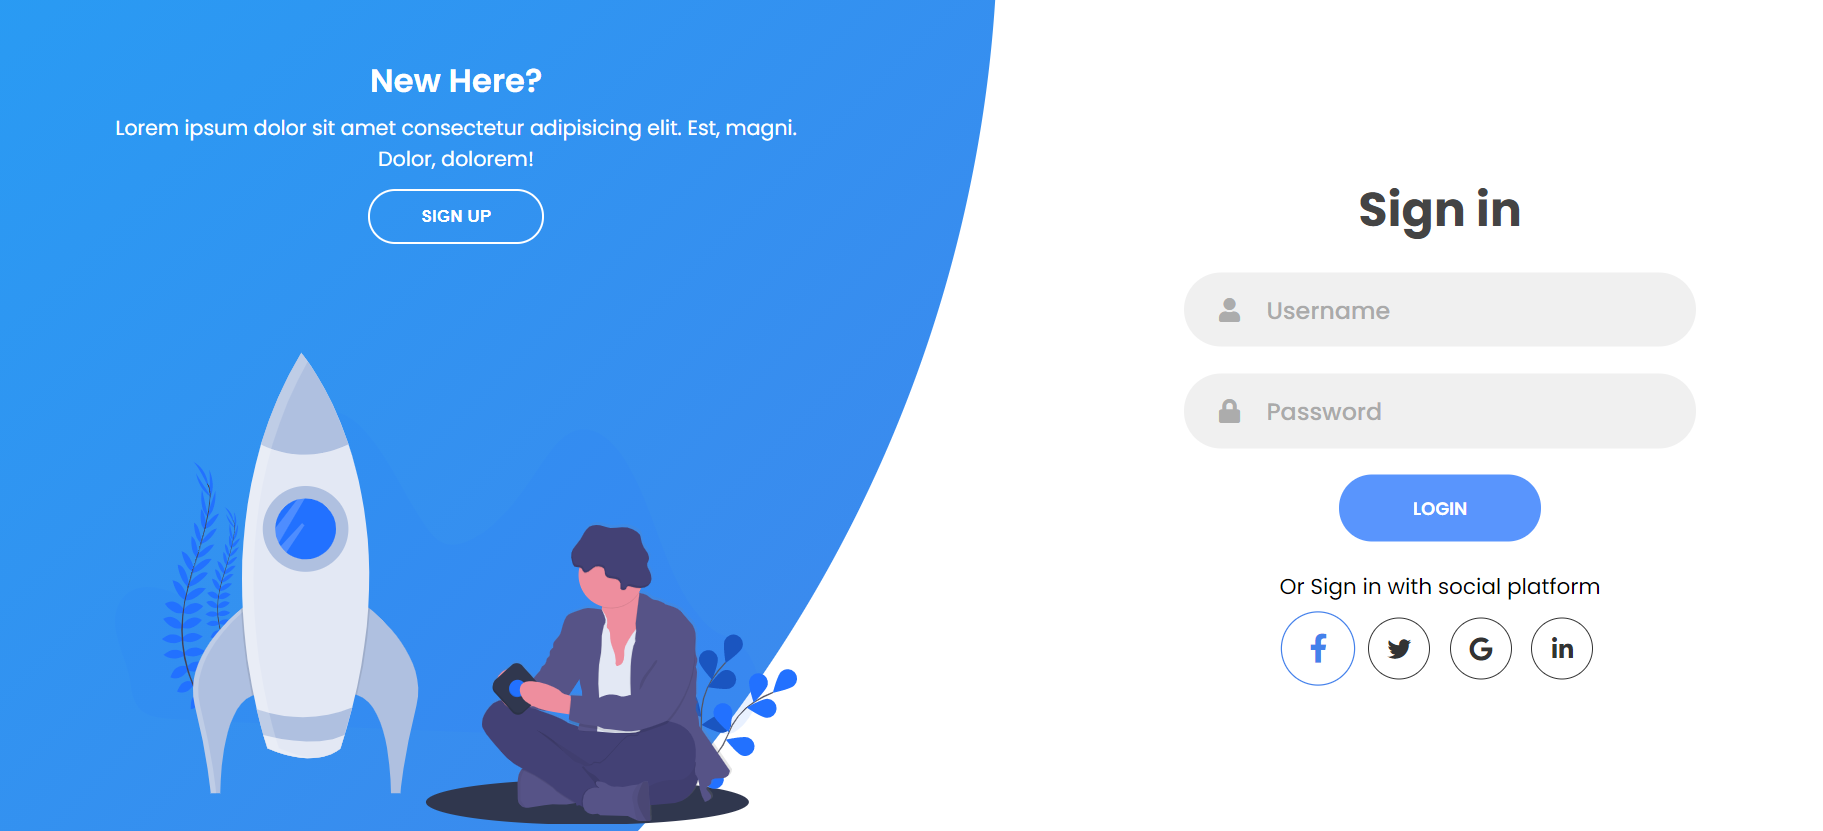 New Here?
Lorem ipsum dolor sit amet consectetur adipisicing elit. Est, magni.
Dolor, dolorem!
SIGN UP
Sign in
Username
Password
LOGIN
Or Sign in with social platform